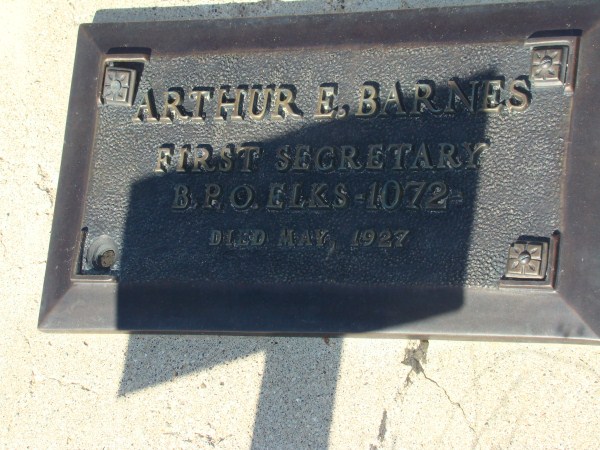 ARTHUR E. BARNES
FIRST SECRETARY
B. P. O. ELKS -1072-
DIED MAY, 1927